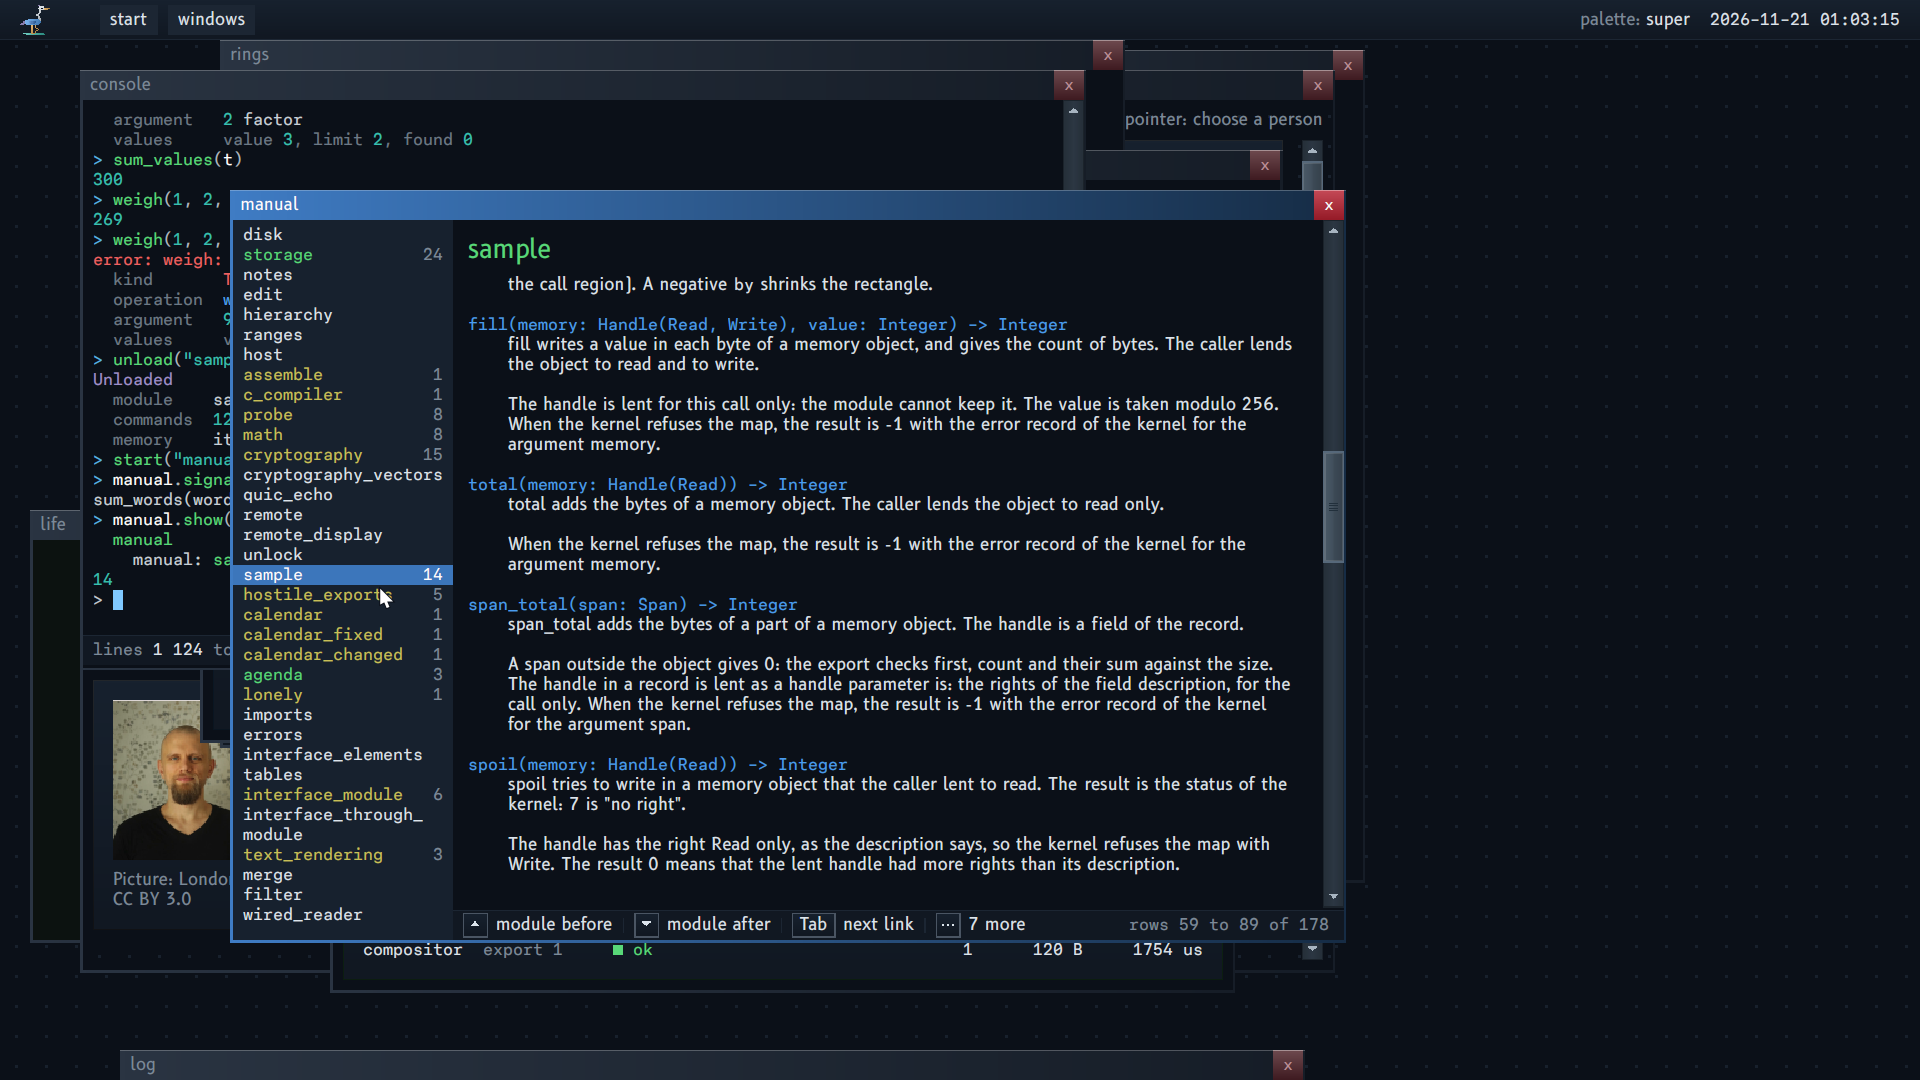 start
windows
palette: super
2026-11-21 01:03:15
rings
x
x
console
x
x
pointer: choose a person
x
argument 2 factor
values value 3, limit 2, found 0
> sum_values(t)
300
> weigh(1, 2,
269
> weigh(1, 2,
error: weigh:
kind
operation
argument
values
> unload("samp
Unloaded
module sa
commands 12
memory it
> start("manua
> manual.signa
sum_words(word
> manual.show(
manual
manual: sa
14
>
lines 1 124 to
life
Picture: Londo
CC BY 3.0
manual
x
disk
storage 24
notes
edit
hierarchy
ranges
host
assemble 1
c_compiler 1
probe 8
math 8
cryptography 15
cryptography_vectors
quic_echo
remote
remote_display
unlock
sample 14
hostile_exports 5
calendar 1
calendar_fixed 1
calendar_changed 1
agenda 3
lonely 1
imports
errors
interface_elements
tables
interface_module 6
interface_through_
module
text_rendering 3
merge
filter
wired_reader
sample
the call region]. A negative by shrinks the rectangle.
fill(memory: Handle(Read, Write), value: Integer) -> Integer
fill writes a value in each byte of a memory object, and gives the count of bytes. The caller lends
the object to read and to write.
The handle is lent for this call only: the module cannot keep it. The value is taken modulo 256.
When the kernel refuses the map, the result is -1 with the error record of the kernel for the
argument memory.
total(memory: Handle(Read)) -> Integer
total adds the bytes of a memory object. The caller lends the object to read only.
When the kernel refuses the map, the result is -1 with the error record of the kernel for the
argument memory.
span_total(span: Span) -> Integer
span_total adds the bytes of a part of a memory object. The handle is a field of the record.
A span outside the object gives 0: the export checks first, count and their sum against the size.
The handle in a record is lent as a handle parameter is: the rights of the field description, for the
call only. When the kernel refuses the map, the result is -1 with the error record of the kernel
for the argument span.
spoil(memory: Handle(Read)) -> Integer
spoil tries to write in a memory object that the caller lent to read. The result is the status of the
kernel: 7 is "no right".
The handle has the right Read only, as the description says, so the kernel refuses the map with
Write. The result 0 means that the lent handle had more rights than its description.
module before
module after
Tab next link
... 7 more
rows 59 to 89 of 178
compositor export 1 ok 1 120 B 1754 us
log
x